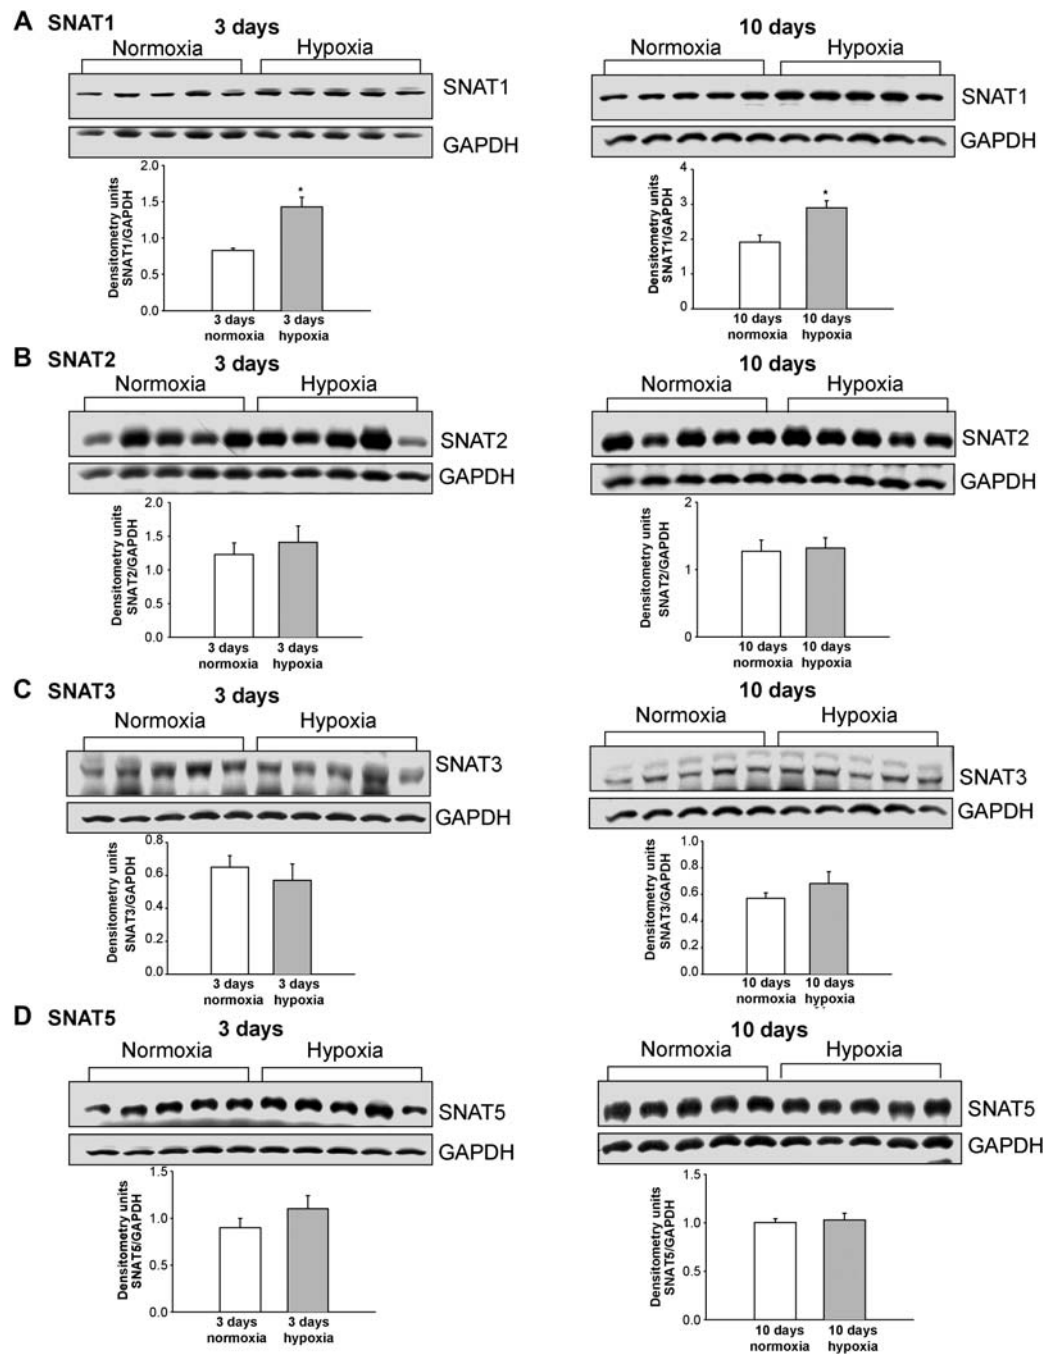 A SNAT1
3 days
10 days
Normoxia Hypoxia
Normoxia Hypoxia
SNAT1
SNAT1
GAPDH
GAPDH
Densitometry units
SNAT1/GAPDH
2.0
1.5
1.0
0.5
0.0
*
3 days
normoxia
3 days
hypoxia
Densitometry units
SNAT1/GAPDH
4
3
2
1
0
*
10 days
normoxia
10 days
hypoxia
B SNAT2
3 days
10 days
Normoxia Hypoxia
Normoxia Hypoxia
SNAT2
SNAT2
GAPDH
GAPDH
Densitometry units
SNAT2/GAPDH
2.0
1.5
1.0
0.5
0.0
3 days
normoxia
3 days
hypoxia
Densitometry units
SNAT2/GAPDH
2
1
0
10 days
normoxia
10 days
hypoxia
C SNAT3
3 days
10 days
Normoxia Hypoxia
Normoxia Hypoxia
SNAT3
SNAT3
GAPDH
GAPDH
Densitometry units
SNAT3/GAPDH
0.8
0.6
0.4
0.2
0.0
3 days
normoxia
3 days
hypoxia
Densitometry units
SNAT3/GAPDH
1.0
0.8
0.6
0.4
0.2
0.0
10 days
normoxia
10 days
hypoxia
D SNAT5
3 days
10 days
Normoxia Hypoxia
Normoxia Hypoxia
SNAT5
SNAT5
GAPDH
GAPDH
Densitometry units
SNAT5/GAPDH
1.5
1.0
0.5
0.0
3 days
normoxia
3 days
hypoxia
Densitometry units
SNAT5/GAPDH
1.5
1.0
0.5
0.0
10 days
normoxia
10 days
hypoxia